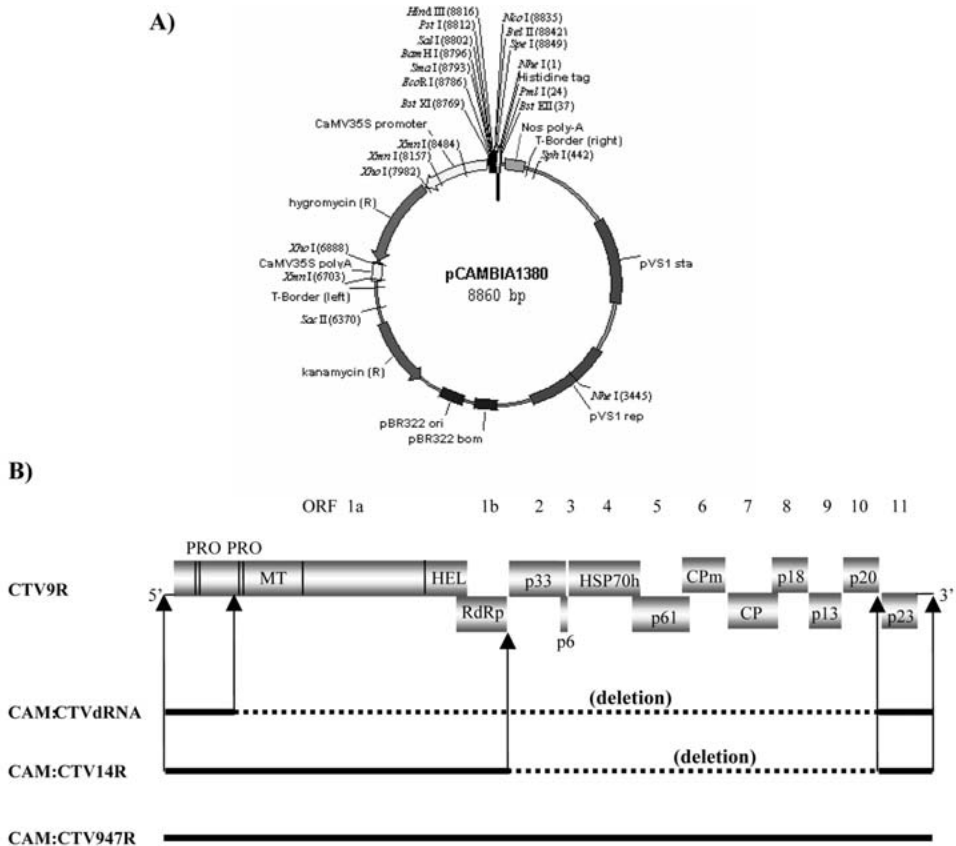 A)
Hind III (8816)
Pst I (8812)
Sal I (8802)
Bam H I (8796)
Sma I (8793)
Eco R I (8786)
Bst XI (8769)
CaMV35S promoter
Xmn I (8484)
Xmn I (8157)
Xho I (7982)
hygromycin (R)
Xho I (6888)
CaMV35S polyA
Xmn I (6703)
T-Border (left)
Sac II (6370)
kanamycin (R)
pBR322 ori
pBR322 bom
Nco I (8835)
Bgl II (8842)
Spe I (8849)
Nhe I (1)
Histidine tag
Pml I (24)
Bst EII (37)
Nos poly-A
T-Border (right)
Sph I (442)
pVS1 sta
Nhe I (3445)
pVS1 rep
pCAMBIA1380
8860 bp
B)
ORF 1a 1b 2 3 4 5 6 7 8 9 10 11
PRO PRO
CTV9R
5’ MT HEL p33 HSP70h CPm p18 p20 3’
RdRp p6 p61 CP p13 p23
CAM:CTVdRNA (deletion)
CAM:CTV14R (deletion)
CAM:CTV947R